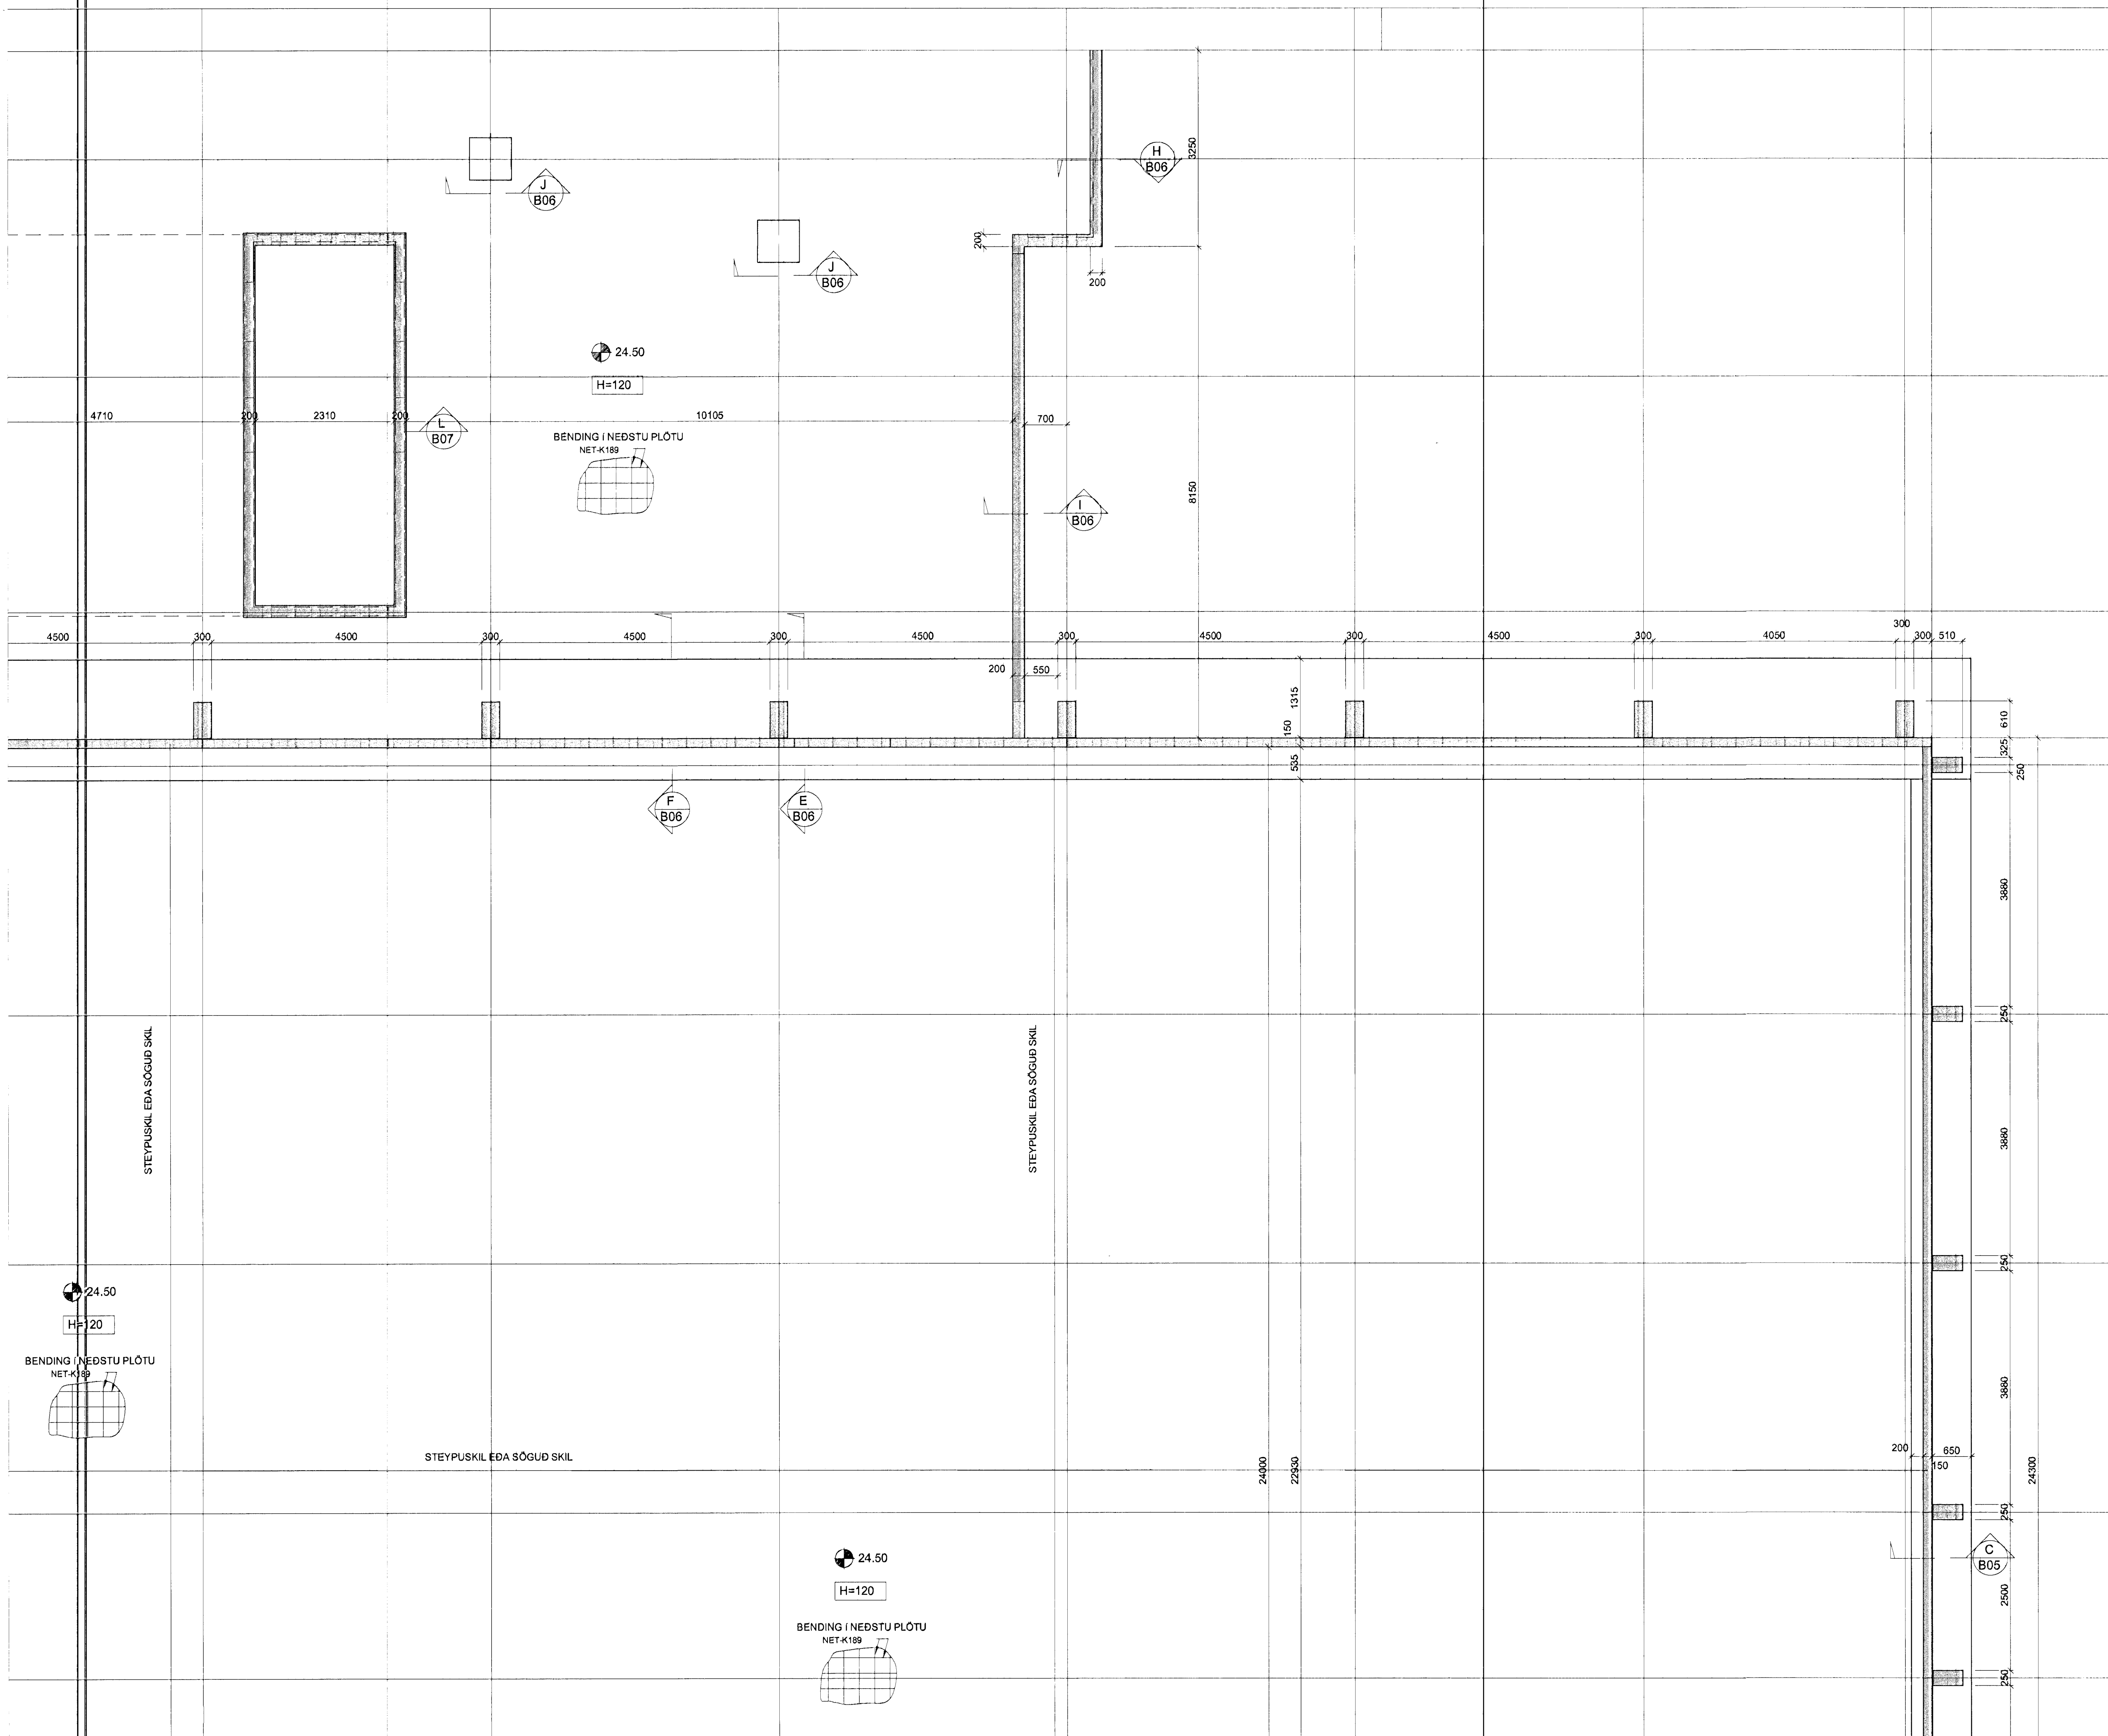 3250
H
B06
J
B06
200
J
B06
200
24.50
H=120
4710
200
2310
200
10105
700
L
B07
BENDING Í NEÐSTU PLÖTU
NET-K189
8150
I
B06
4500
300
4500
300
4500
300
4500
300
4500
300
4500
300
4050
300
300
510
200
550
1315
150
535
610
325
250
F
B06
E
B06
3880
250
STEYPUSKIL EÐA SÖGUÐ SKIL
STEYPUSKIL EÐA SÖGUÐ SKIL
3880
250
24.50
H=120
BENDING Í NEÐSTU PLÖTU
NET-K189
3880
STEYPUSKIL EÐA SÖGUÐ SKIL
24000
22930
200
650
150
24300
250
24.50
C
B05
H=120
2500
BENDING Í NEÐSTU PLÖTU
NET-K189
250